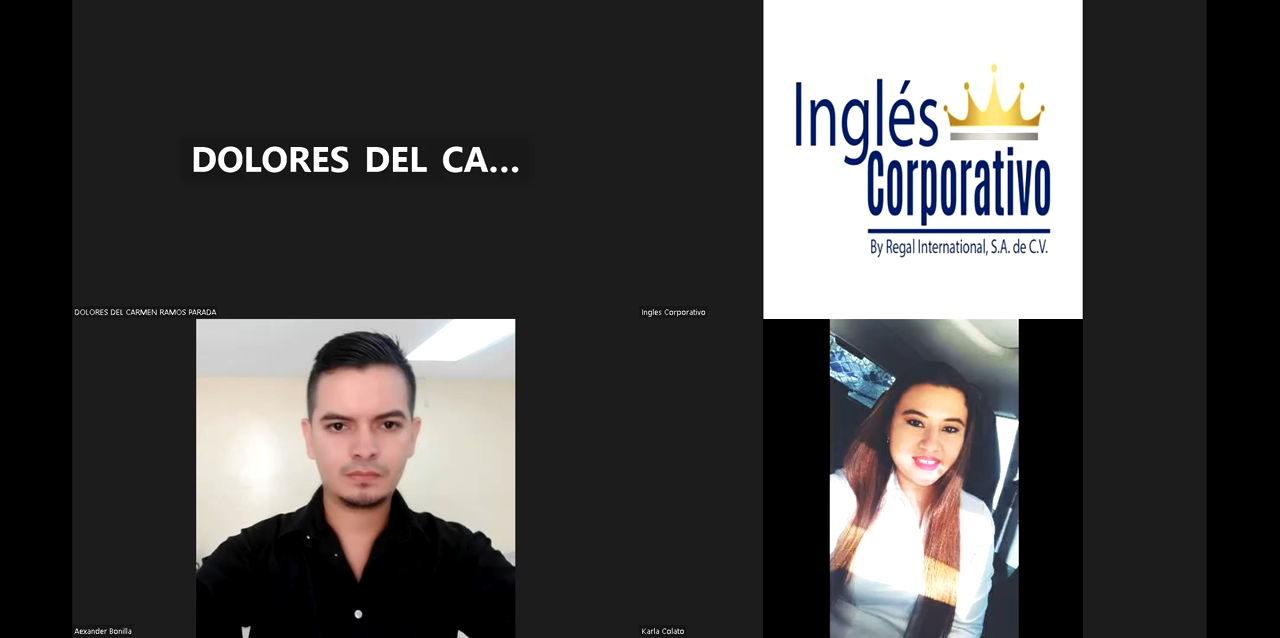 DOLORES DEL CA...
Inglés
Corporativo
By Regal International, S.A. de C.V.
DOLORES DEL CARMEN RAMOS PARADA
Ingles Corporativo
Aexander Bonilla
Karla Colato